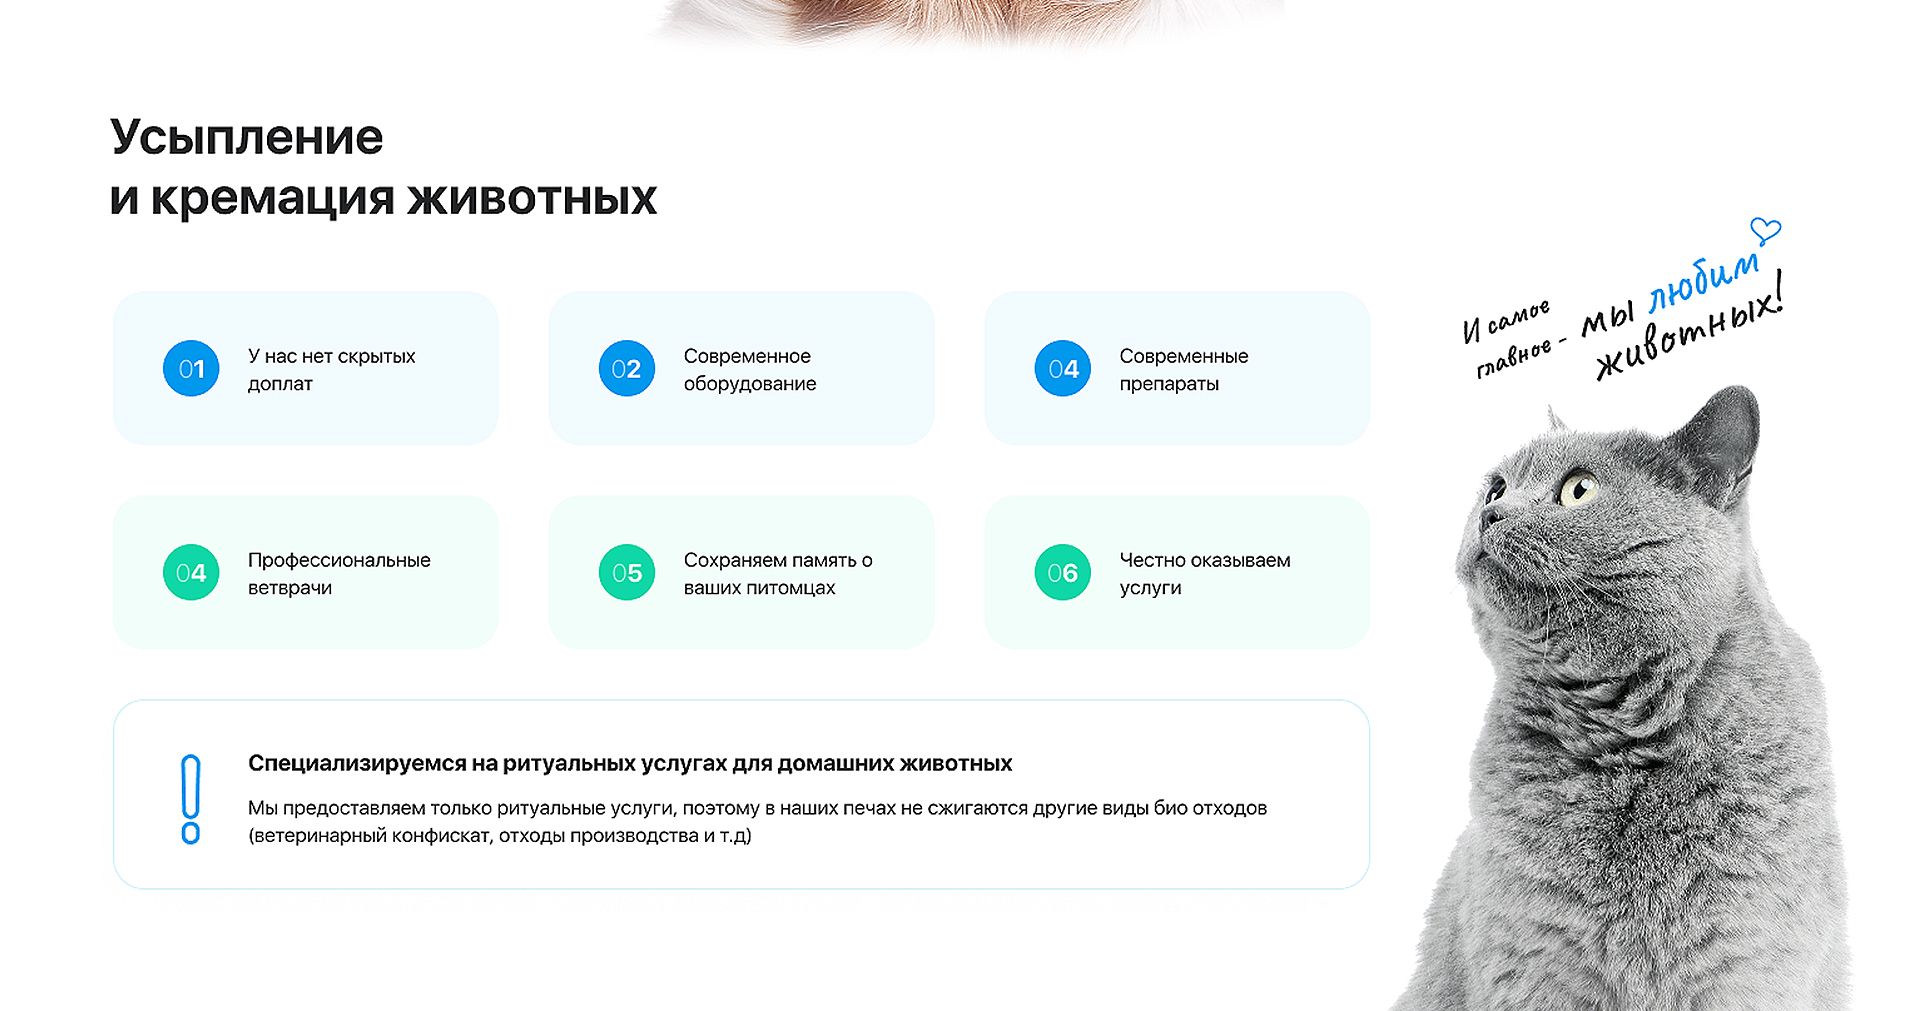 Усыпление
и кремация животных
И самое
главное - мы любим
животных!
01
У нас нет скрытых
доплат
02
Современное
оборудование
04
Современные
препараты
04
Профессиональные
ветврачи
05
Сохраняем память о
ваших питомцах
06
Честно оказываем
услуги
Специализируемся на ритуальных услугах для домашних животных
Мы предоставляем только ритуальные услуги, поэтому в наших печах не сжигаются другие виды био отходов
(ветеринарный конфискат, отходы производства и т.д)